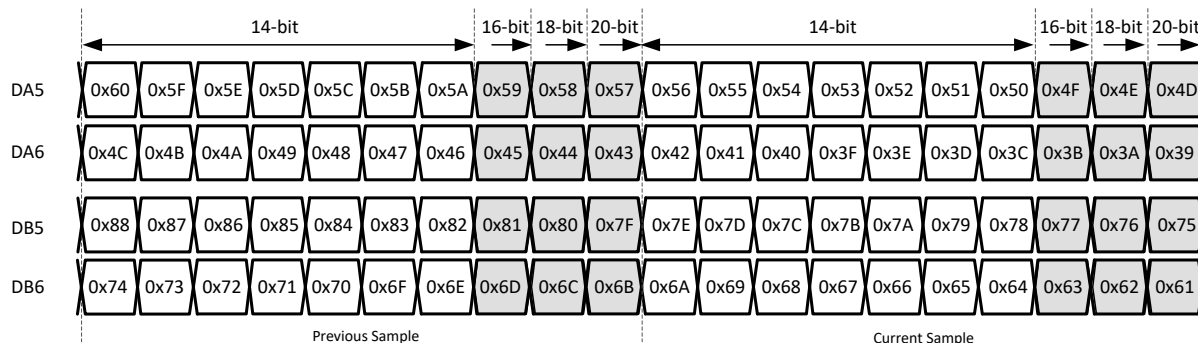 14-bit 16-bit 18-bit 20-bit 14-bit 16-bit 18-bit 20-bit
DA5 0x60 0x5F 0x5E 0x5D 0x5C 0x5B 0x5A 0x59 0x58 0x57 0x56 0x55 0x54 0x53 0x52 0x51 0x50 0x4F 0x4E 0x4D
DA6 0x4C 0x4B 0x4A 0x49 0x48 0x47 0x46 0x45 0x44 0x43 0x42 0x41 0x40 0x3F 0x3E 0x3D 0x3C 0x3B 0x3A 0x39
DB5 0x88 0x87 0x86 0x85 0x84 0x83 0x82 0x81 0x80 0x7F 0x7E 0x7D 0x7C 0x7B 0x7A 0x79 0x78 0x77 0x76 0x75
DB6 0x74 0x73 0x72 0x71 0x70 0x6F 0x6E 0x6D 0x6C 0x6B 0x6A 0x69 0x68 0x67 0x66 0x65 0x64 0x63 0x62 0x61
Previous Sample Current Sample